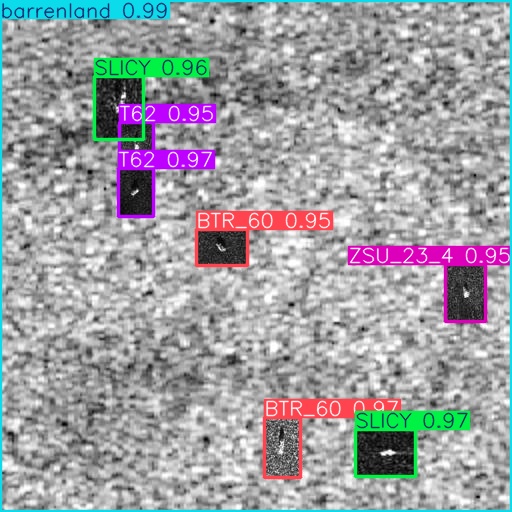 barrenland 0.99
SLICY 0.96
T62 0.95
T62 0.97
BTR_60 0.95
ZSU_23_4 0.95
BTR_60 0.97
SLICY 0.97